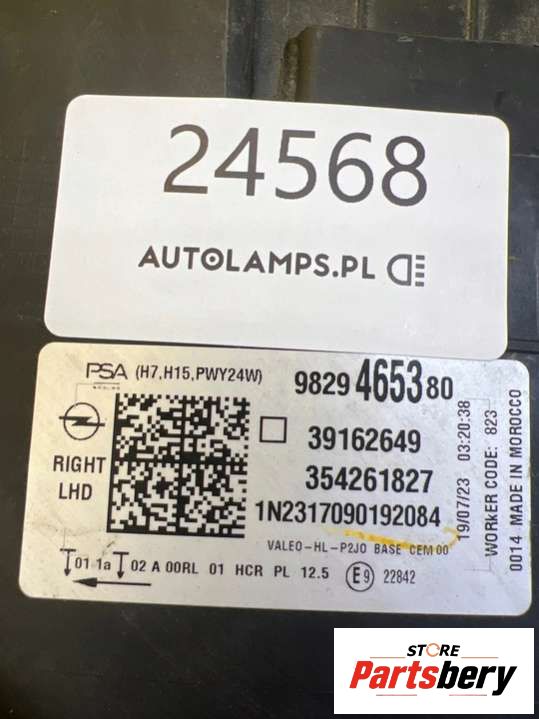 24568
AUTOLAMPS.PL
PSA (H7,H15,PWY24W)
98294653 80
39162649
RIGHT
LHD
354261827
1N2317090192084
VALEO-HL-P2JO BASE CEM 00
01 1a 02 A 00RL 01 HCR PL 12.5 E9 22842
19/07/23 03:20:38
WORKER CODE: 823
0014 MADE IN MOROCCO
STORE
Partsbery